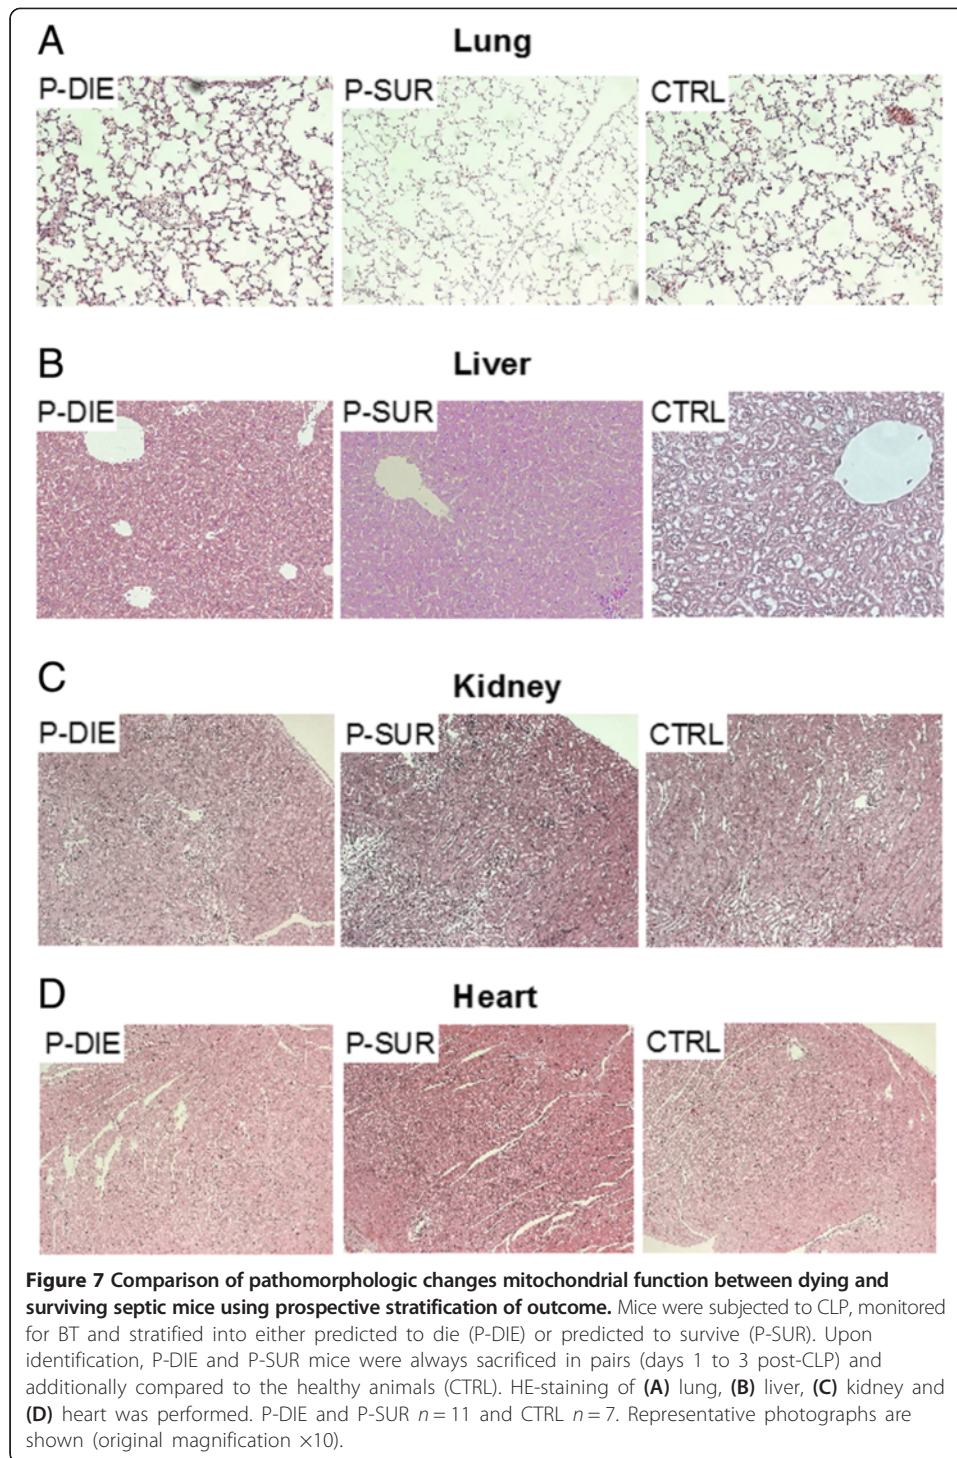 A
Lung
P-DIE
P-SUR
CTRL
B
Liver
P-DIE
P-SUR
CTRL
C
Kidney
P-DIE
P-SUR
CTRL
D
Heart
P-DIE
P-SUR
CTRL
Figure 7 Comparison of pathomorphologic changes mitochondrial function between dying and
surviving septic mice using prospective stratification of outcome. Mice were subjected to CLP, monitored
for BT and stratified into either predicted to die (P-DIE) or predicted to survive (P-SUR). Upon
identification, P-DIE and P-SUR mice were always sacrificed in pairs (days 1 to 3 post-CLP) and
additionally compared to the healthy animals (CTRL). HE-staining of (A) lung, (B) liver, (C) kidney and
(D) heart was performed. P-DIE and P-SUR n = 11 and CTRL n = 7. Representative photographs are
shown (original magnification ×10).